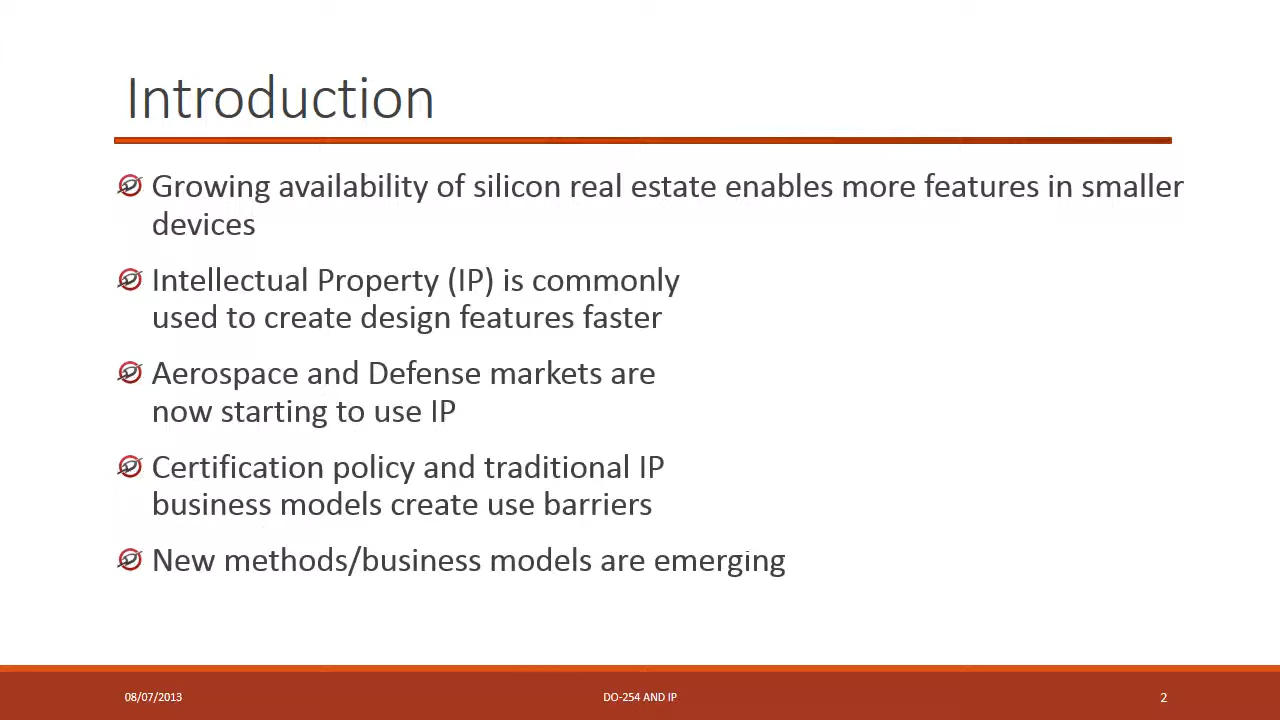 Introduction
Growing availability of silicon real estate enables more features in smaller
devices
Intellectual Property (IP) is commonly
used to create design features faster
Aerospace and Defense markets are
now starting to use IP
Certification policy and traditional IP
business models create use barriers
New methods/business models are emerging
08/07/2013
DO-254 AND IP
2